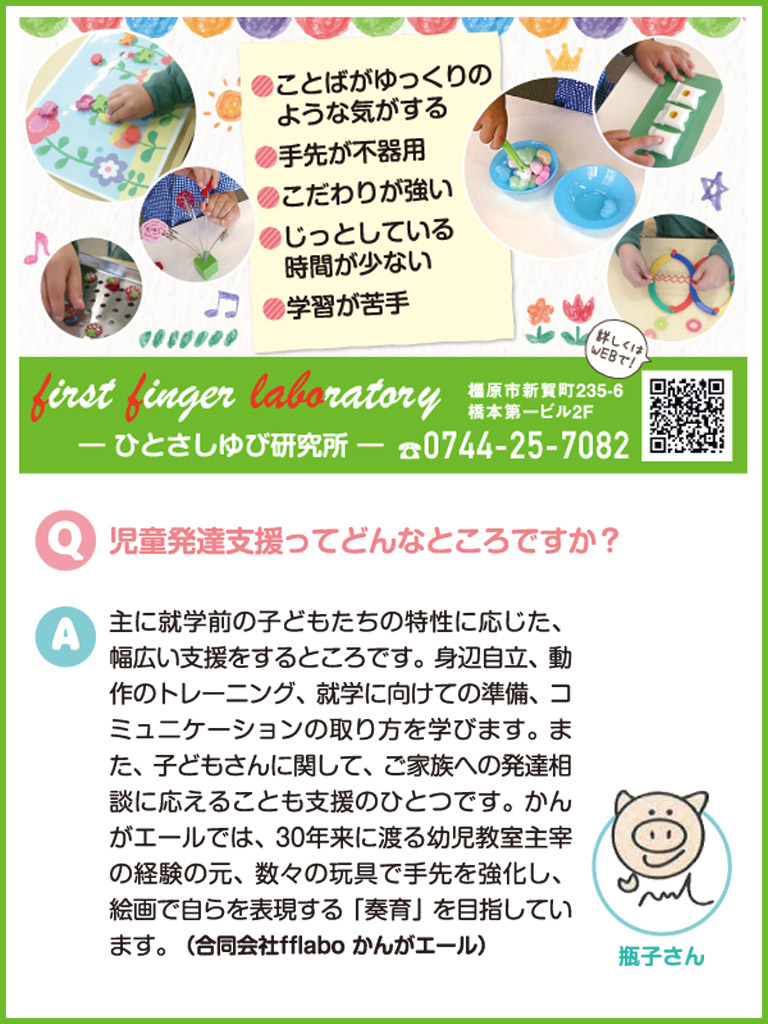 ことばがゆっくりの
ような気がする
手先が不器用
こだわりが強い
じっとしている
時間が少ない
学習が苦手
詳しくは
WEBで!
first finger laboratory
橿原市新賀町235-6
橋本第一ビル2F
― ひとさしゆび研究所 ―
☎0744-25-7082
Q 児童発達支援ってどんなところですか？
A 主に就学前の子どもたちの特性に応じた、
幅広い支援をするところです。身辺自立、動
作のトレーニング、就学に向けての準備、コ
ミュニケーションの取り方を学びます。ま
た、子どもさんに関して、ご家族への発達相
談に応えることも支援のひとつです。かん
がエールでは、30年来に渡る幼児教室主宰
の経験の元、数々の玩具で手先を強化し、
絵画で自らを表現する「奏育」を目指してい
ます。（合同会社fflabo かんがエール）
瓶子さん